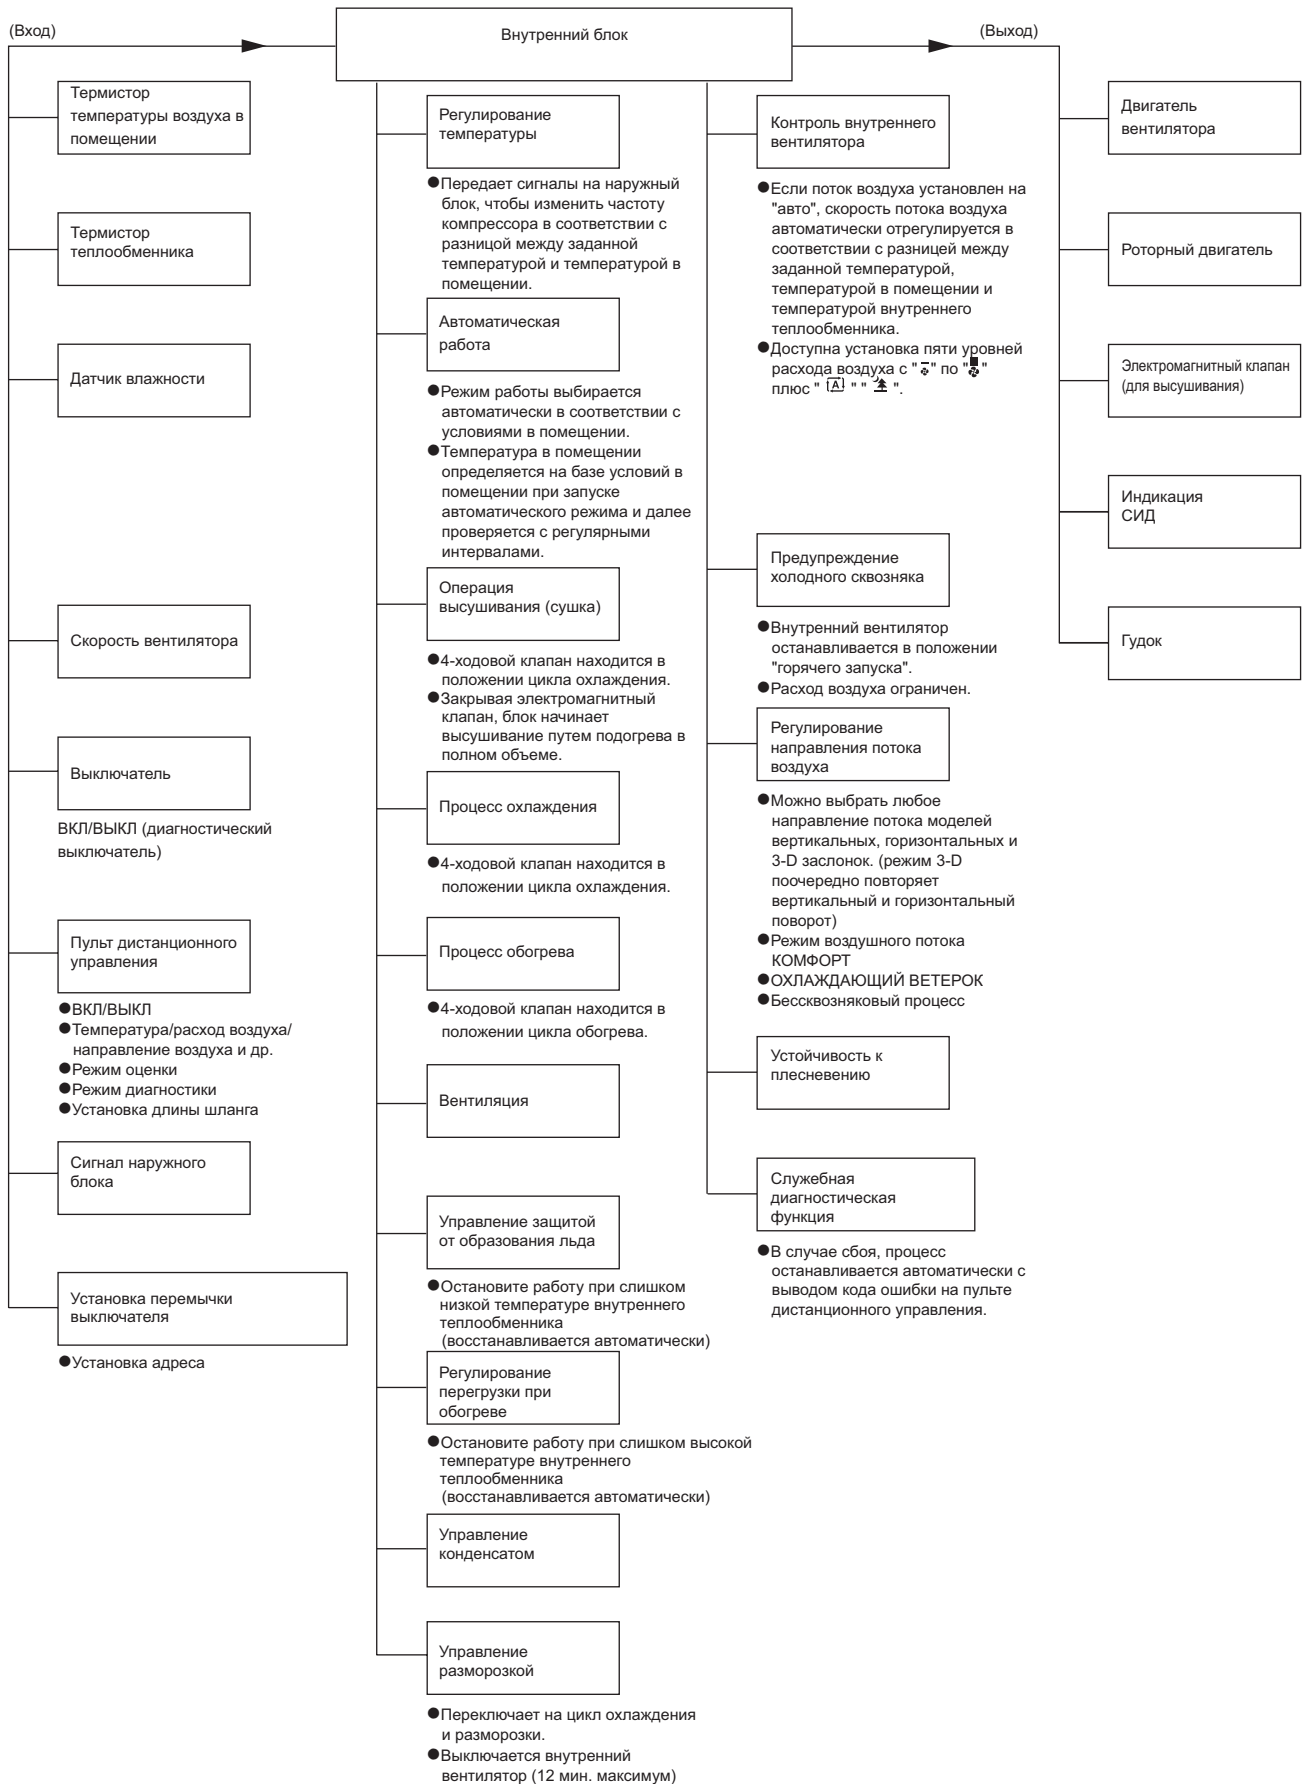 (Вход)
Внутренний блок
(Выход)
Термистор
температуры воздуха в
помещении
Термистор
теплообменника
Датчик влажности
Скорость вентилятора
Выключатель
ВКЛ/ВЫКЛ (диагностический
выключатель)
Пульт дистанционного
управления
●ВКЛ/ВЫКЛ
●Температура/расход воздуха/
направление воздуха и др.
●Режим оценки
●Режим диагностики
●Установка длины шланга
Сигнал наружного
блока
Установка перемычки
выключателя
●Установка адреса
Регулирование
температуры
●Передает сигналы на наружный
блок, чтобы изменить частоту
компрессора в соответствии с
разницей между заданной
температурой и температурой в
помещении.
Автоматическая
работа
●Режим работы выбирается
автоматически в соответствии с
условиями в помещении.
●Температура в помещении
определяется на базе условий в
помещении при запуске
автоматического режима и далее
проверяется с регулярными
интервалами.
Операция
высушивания (сушка)
●4-ходовой клапан находится в
положении цикла охлаждения.
●Закрывая электромагнитный
клапан, блок начинает
высушивание путем подогрева в
полном объеме.
Процесс охлаждения
●4-ходовой клапан находится в
положении цикла охлаждения.
Процесс обогрева
●4-ходовой клапан находится в
положении цикла обогрева.
Вентиляция
Управление защитой
от образования льда
●Остановите работу при слишком
низкой температуре внутреннего
теплообменника
(восстанавливается автоматически)
Регулирование
перегрузки при
обогреве
●Остановите работу при слишком высокой
температуре внутреннего
теплообменника
(восстанавливается автоматически)
Управление
конденсатом
Управление
разморозкой
●Переключает на цикл охлаждения
и разморозки.
●Выключается внутренний
вентилятор (12 мин. максимум)
Контроль внутреннего
вентилятора
●Если поток воздуха установлен на
"авто", скорость потока воздуха
автоматически отрегулируется в
соответствии с разницей между
заданной температурой,
температурой в помещении и
температурой внутреннего
теплообменника.
●Доступна установка пяти уровней
расхода воздуха с " " по " "
плюс " A " " ".
Предупреждение
холодного сквозняка
●Внутренний вентилятор
останавливается в положении
"горячего запуска".
●Расход воздуха ограничен.
Регулирование
направления потока
воздуха
●Можно выбрать любое
направление потока моделей
вертикальных, горизонтальных и
3-D заслонок. (режим 3-D
поочередно повторяет
вертикальный и горизонтальный
поворот)
●Режим воздушного потока
КОМФОРТ
●ОХЛАЖДАЮЩИЙ ВЕТЕРОК
●Бессквозняковый процесс
Устойчивость к
плесневению
Служебная
диагностическая
функция
●В случае сбоя, процесс
останавливается автоматически с
выводом кода ошибки на пульте
дистанционного управления.
Двигатель
вентилятора
Роторный двигатель
Электромагнитный клапан
(для высушивания)
Индикация
СИД
Гудок